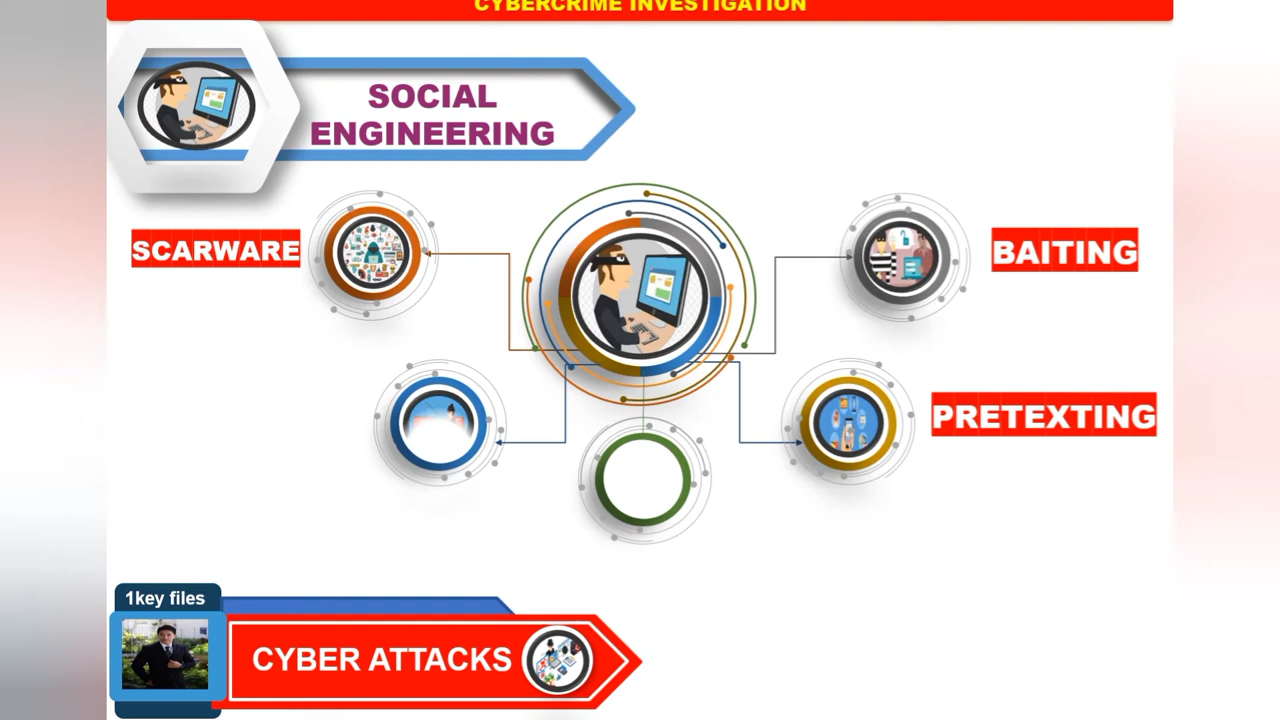 CYBERCRIME INVESTIGATION
SOCIAL
ENGINEERING
SCARWARE
BAITING
PRETEXTING
1key files
CYBER ATTACKS